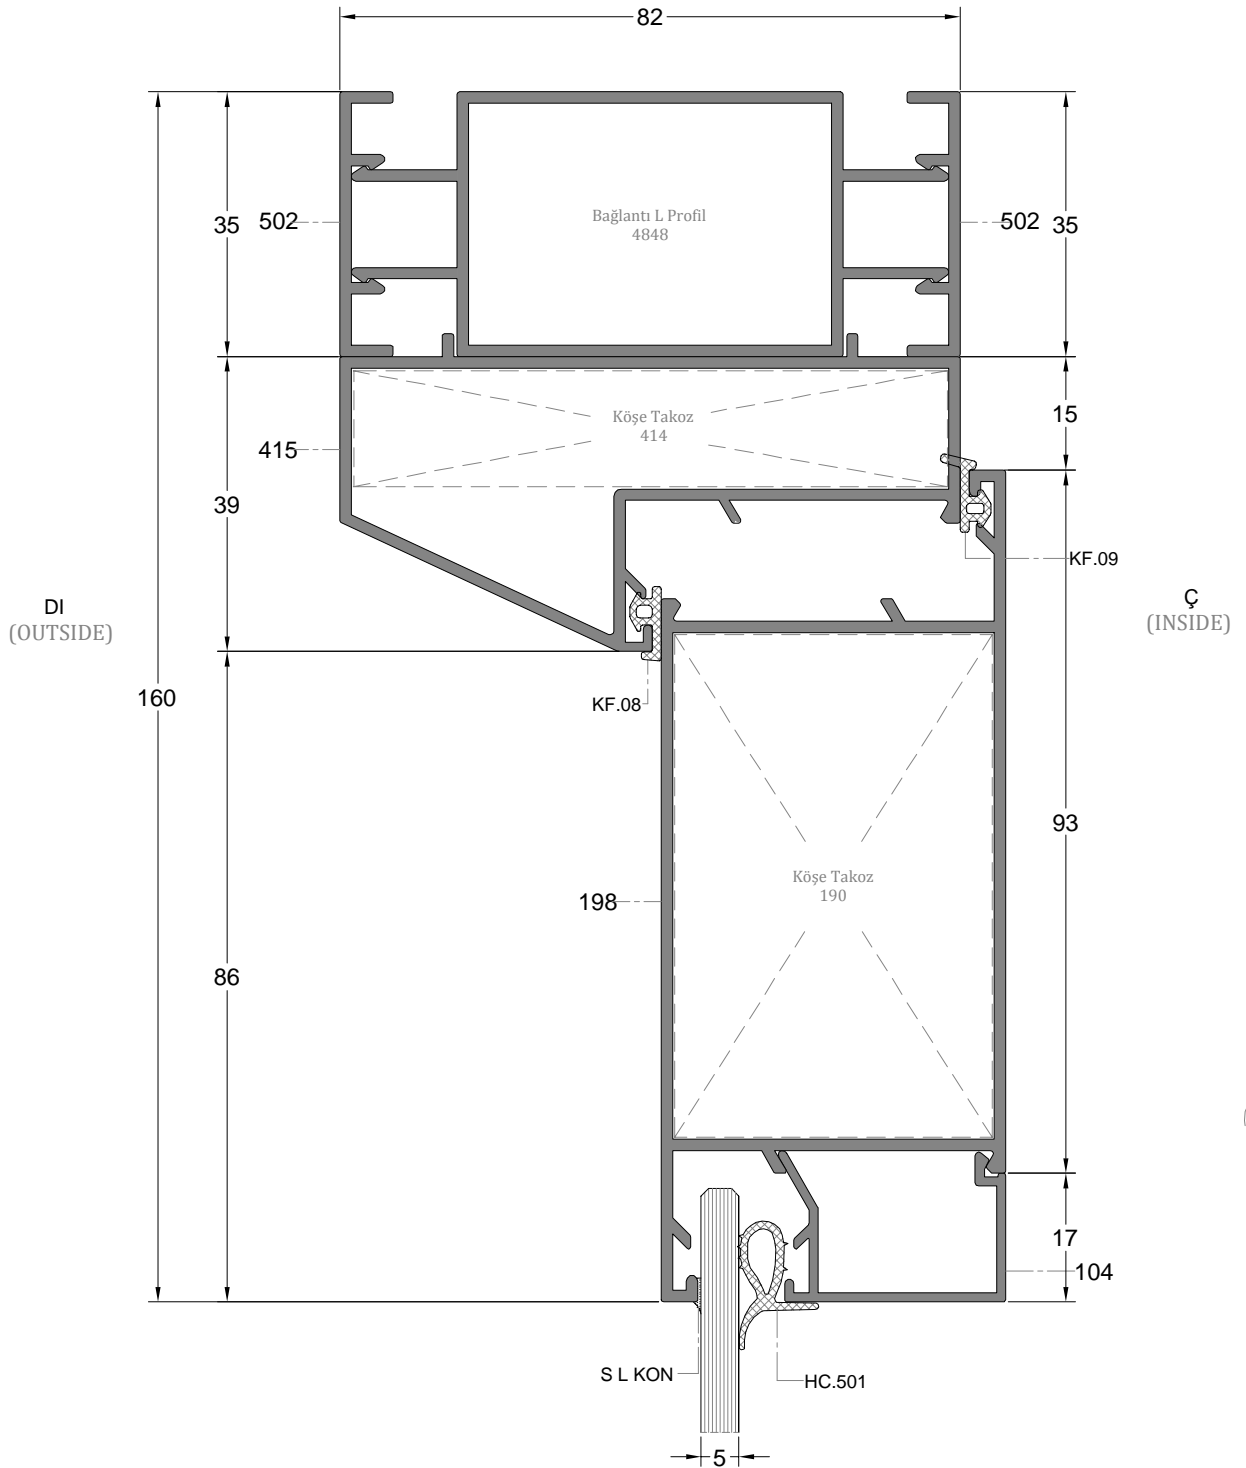 82
35
502
Bağlantı L Profil
4848
502
35
Köşe Takoz
414
15
415
39
KF.09
DI
(OUTSIDE)
Ç
(INSIDE)
160
KF.08
93
Köşe Takoz
190
198
86
17
104
S L KON
HC.501
5